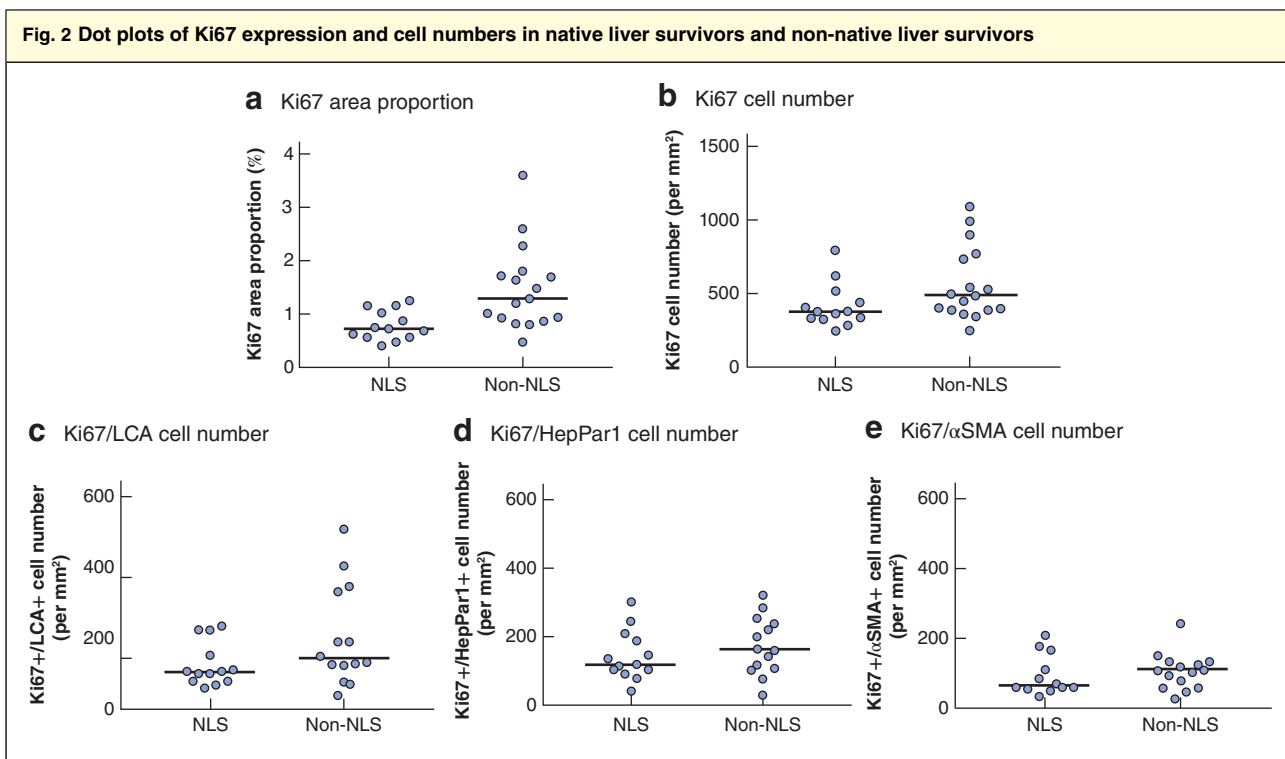 Fig. 2 Dot plots of Ki67 expression and cell numbers in native liver survivors and non-native liver survivors
a Ki67 area proportion
Ki67 area proportion (%)
4
3
2
1
0
NLS Non-NLS
b Ki67 cell number
Ki67 cell number (per mm²)
1500
1000
500
0
NLS Non-NLS
c Ki67/LCA cell number
Ki67+/LCA+ cell number
(per mm²)
600
400
200
0
NLS Non-NLS
d Ki67/HepPar1 cell number
Ki67+/HepPar1+ cell number
(per mm²)
600
400
200
0
NLS Non-NLS
e Ki67/αSMA cell number
Ki67+/αSMA+ cell number
(per mm²)
600
400
200
0
NLS Non-NLS